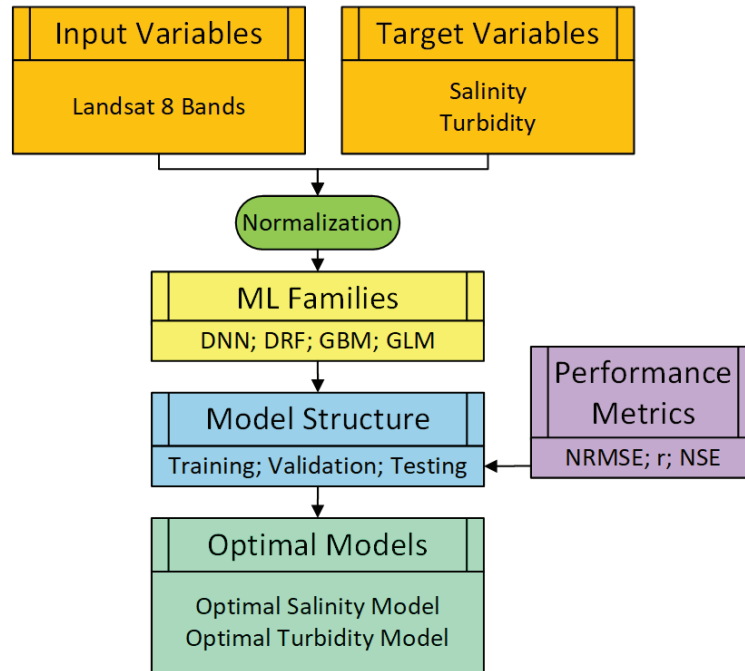 Input Variables
Landsat 8 Bands
Target Variables
Salinity
Turbidity
Normalization
ML Families
DNN; DRF; GBM; GLM
Model Structure
Training; Validation; Testing
Performance
Metrics
NRMSE; r; NSE
Optimal Models
Optimal Salinity Model
Optimal Turbidity Model